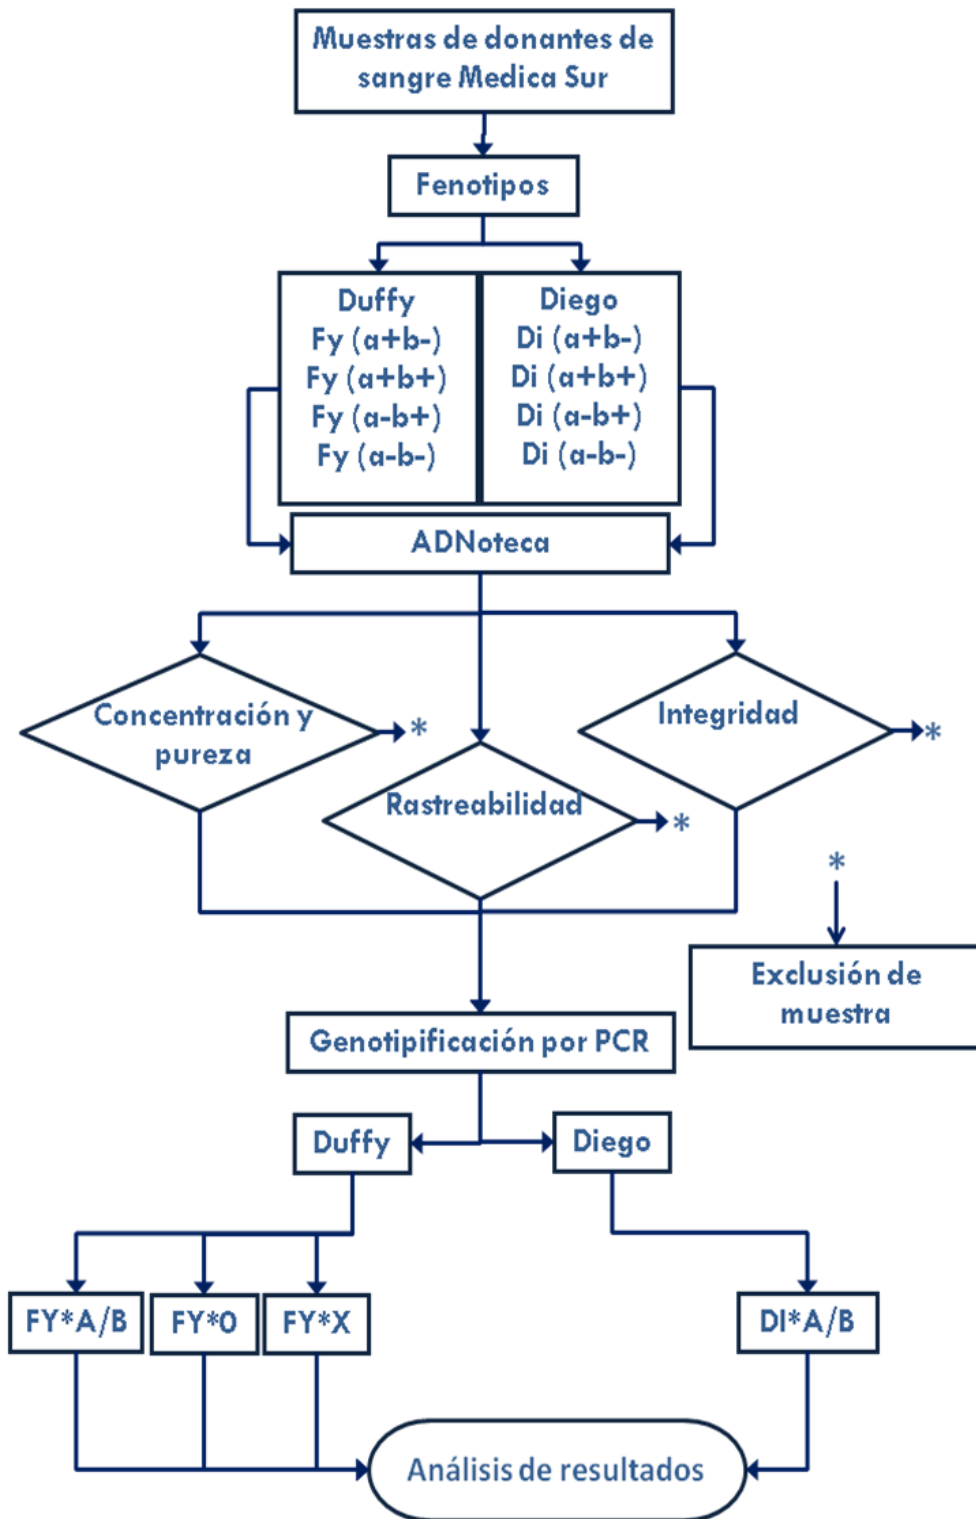 Muestras de donantes de
sangre Medica Sur
Fenotipos
Duffy
Fy (a+b-)
Fy (a+b+)
Fy (a-b+)
Fy (a-b-)
Diego
Di (a+b-)
Di (a+b+)
Di (a-b+)
Di (a-b-)
ADNoteca
Concentración y
pureza
*
Rastreabilidad
*
Integridad
*
*
Exclusión de
muestra
Genotipificación por PCR
Duffy
Diego
FY*A/B
FY*0
FY*X
DI*A/B
Análisis de resultados